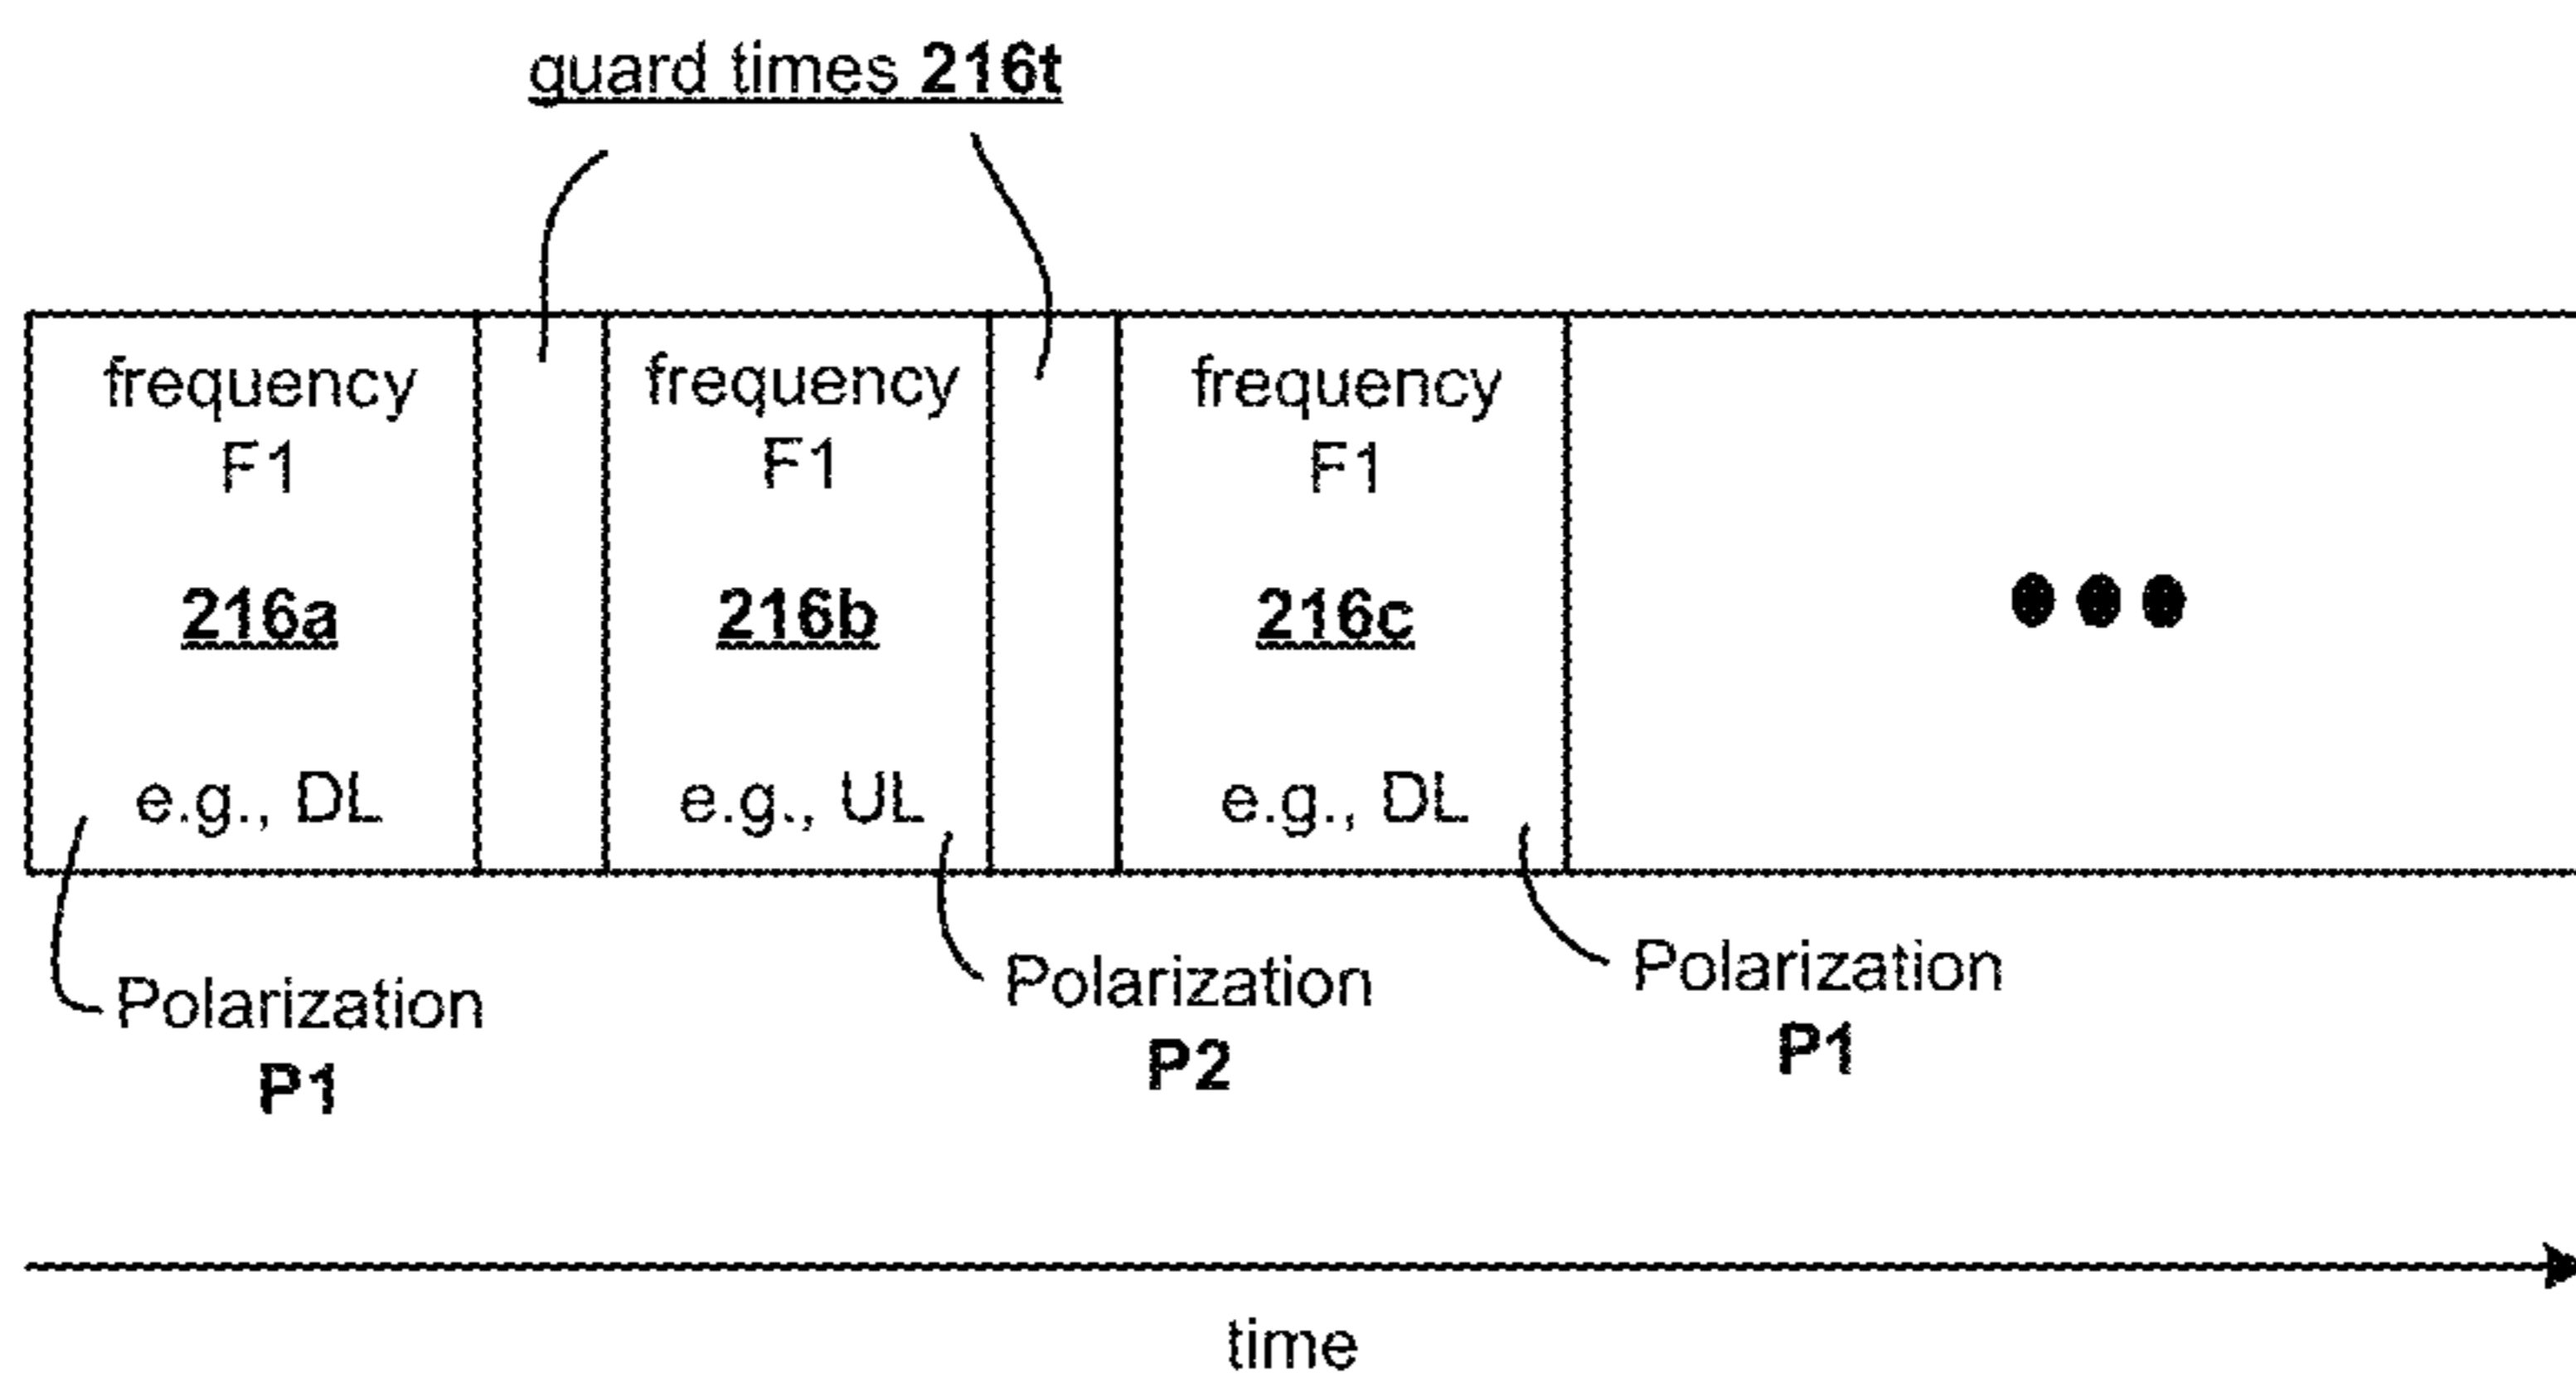 guard times 216t
frequency
F1
216a
e.g., DL
frequency
F1
216b
e.g., UL
frequency
F1
216c
e.g., DL
Polarization
P1
Polarization
P2
Polarization
P1
time